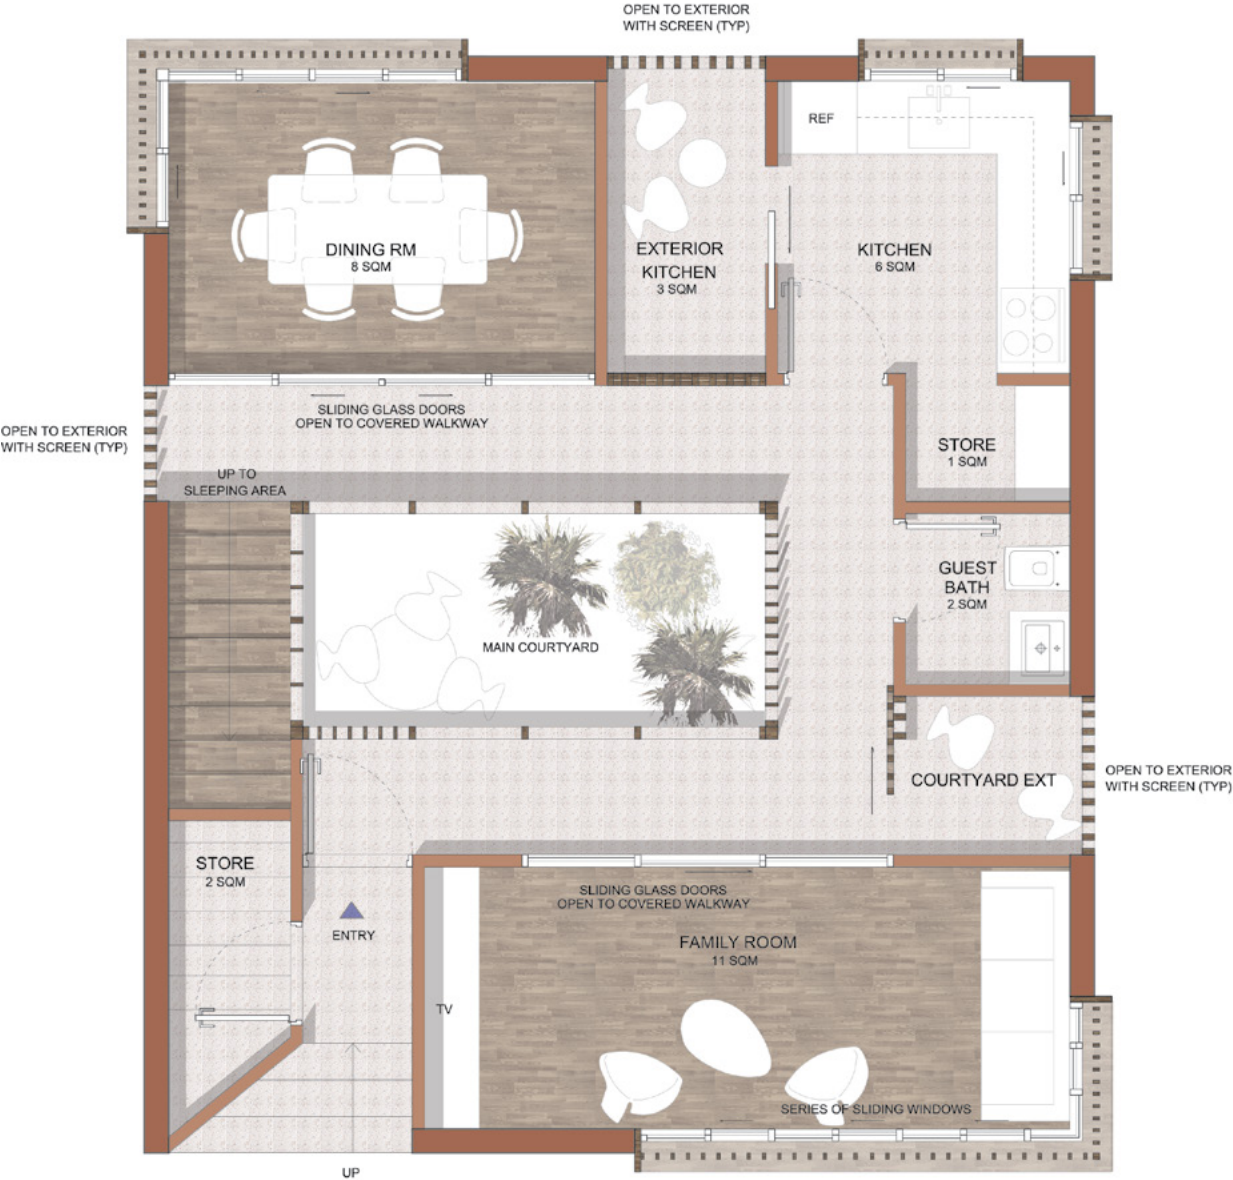 OPEN TO EXTERIOR
WITH SCREEN (TYP)
REF
DINING RM
8 SQM
EXTERIOR
KITCHEN
3 SQM
KITCHEN
6 SQM
SLIDING GLASS DOORS
OPEN TO COVERED WALKWAY
OPEN TO EXTERIOR
WITH SCREEN (TYP)
STORE
1 SQM
UP TO
SLEEPING AREA
GUEST
BATH
2 SQM
MAIN COURTYARD
COURTYARD EXT
OPEN TO EXTERIOR
WITH SCREEN (TYP)
STORE
2 SQM
SLIDING GLASS DOORS
OPEN TO COVERED WALKWAY
ENTRY
FAMILY ROOM
11 SQM
TV
SERIES OF SLIDING WINDOWS
UP